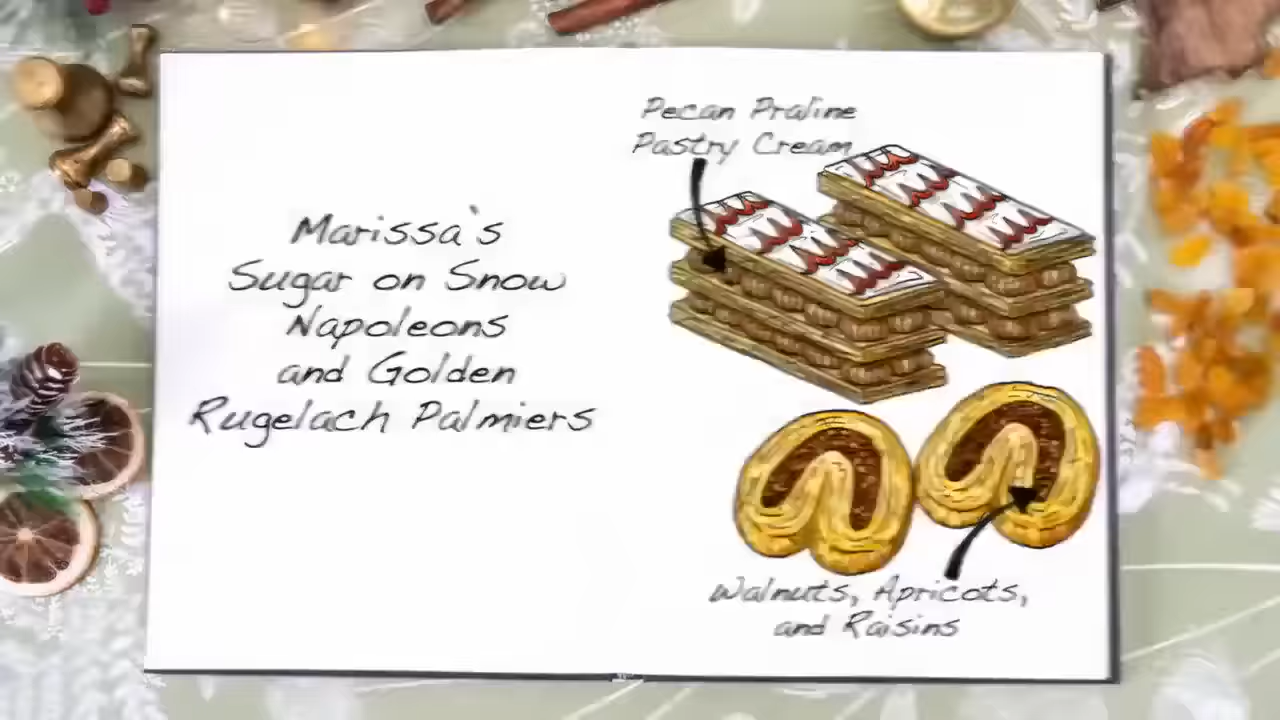 Marissa's
Sugar on Snow
Napoleons
and Golden
Rugelach Palmiers
Pecan Praline
Pastry Cream
Walnuts, Apricots,
and Raisins